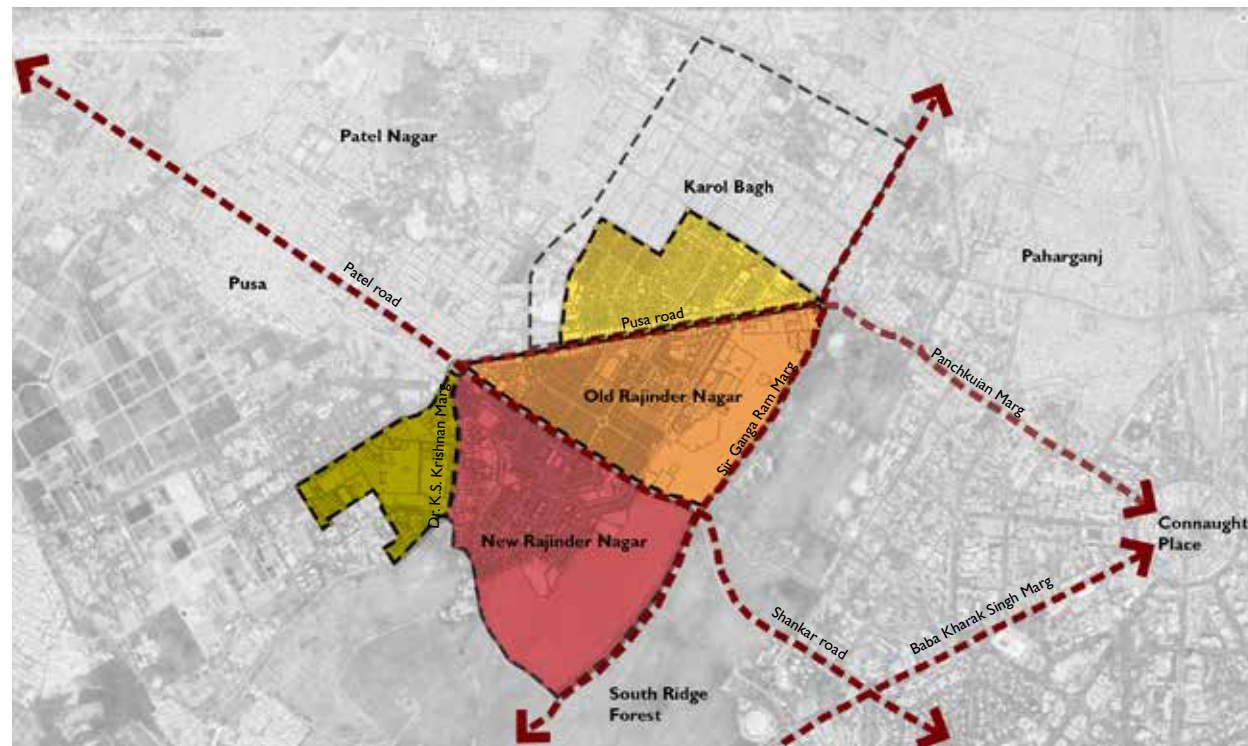 Patel Nagar
Karol Bagh
Paharganj
Pusa
Patel road
Pusa road
Panchkuian Marg
Old Rajinder Nagar
Sir Ganga Ram Marg
Dr. K.S. Krishnan Marg
New Rajinder Nagar
Connaught
Place
Baba Kharak Singh Marg
Shankar road
South Ridge
Forest